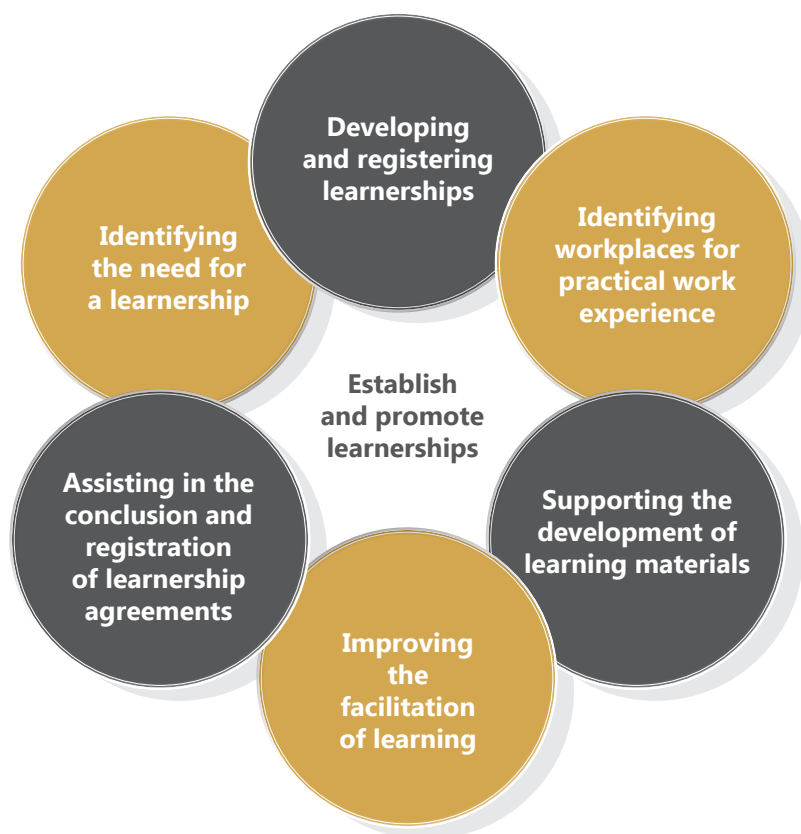 Developing
and registering
learnerships
Identifying
workplaces for
practical work
experience
Supporting the
development of
learning materials
Improving
the
facilitation
of learning
Assisting in the
conclusion and
registration
of learnership
agreements
Identifying
the need for
a learnership
Establish
and promote
learnerships